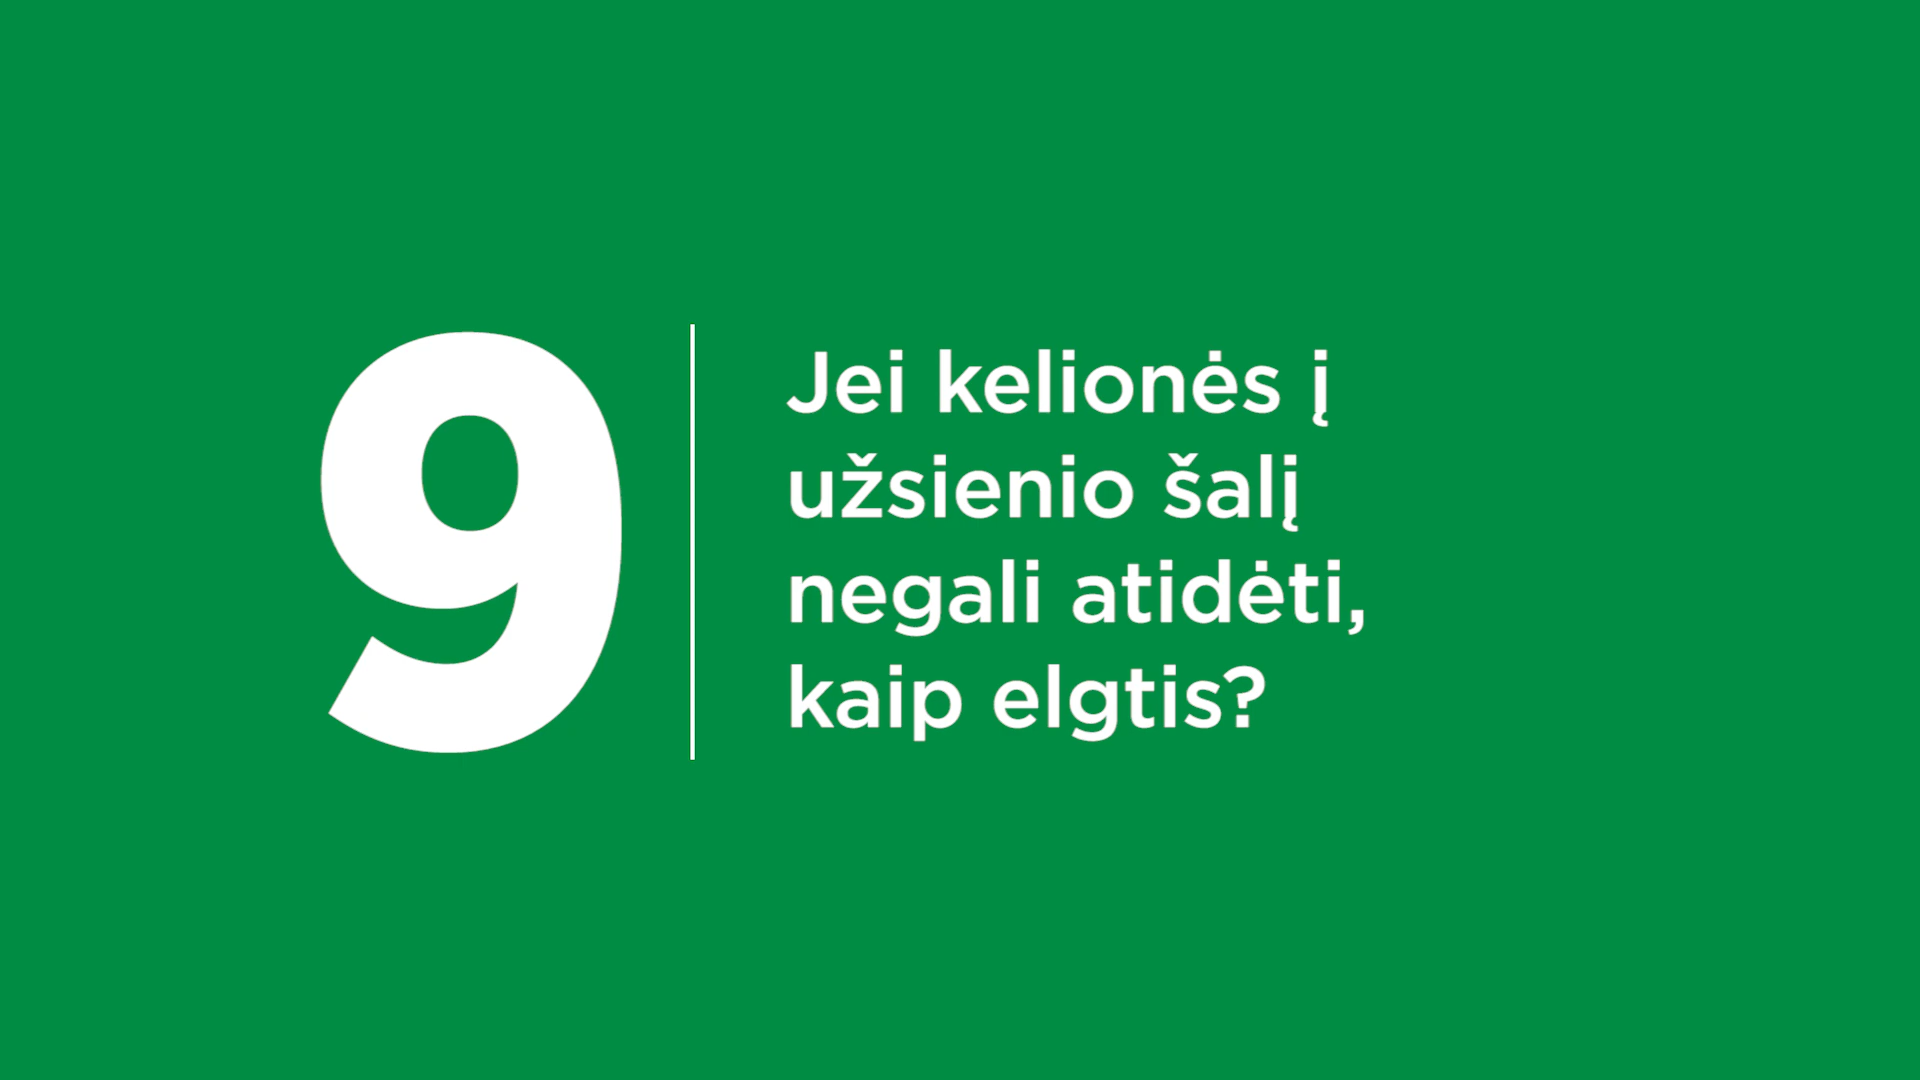 9
Jei kelionės į
užsienio šalį
negali atidėti,
kaip elgtis?